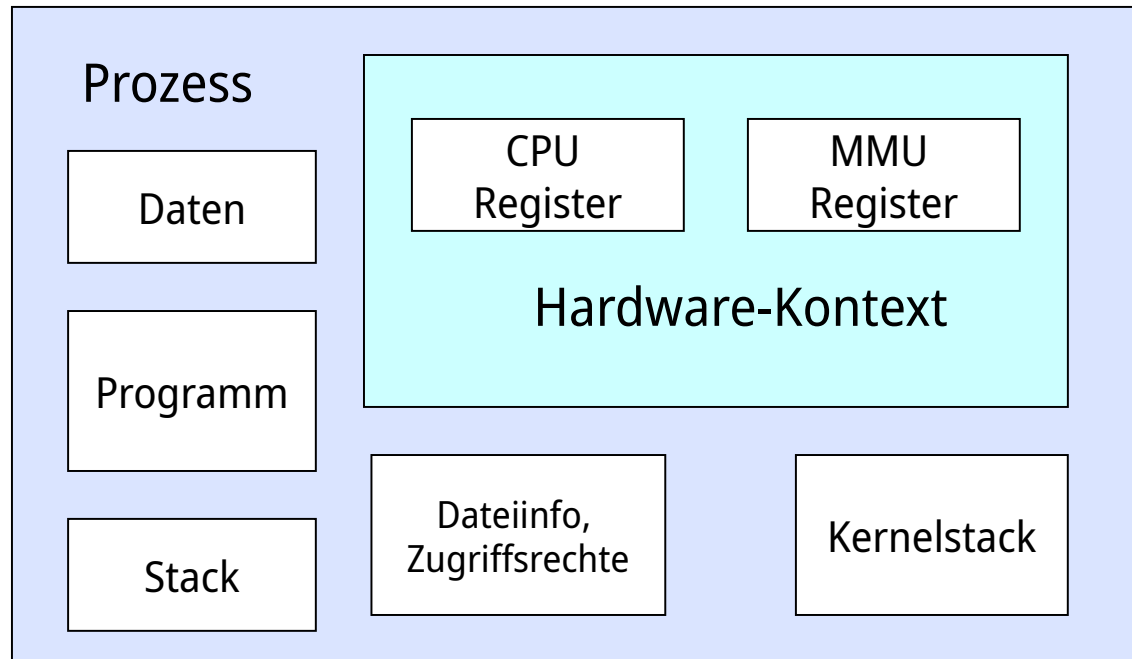 Prozess
Daten
Programm
Stack
CPU
Register
MMU
Register
Hardware-Kontext
Dateiinfo,
Zugriffsrechte
Kernelstack